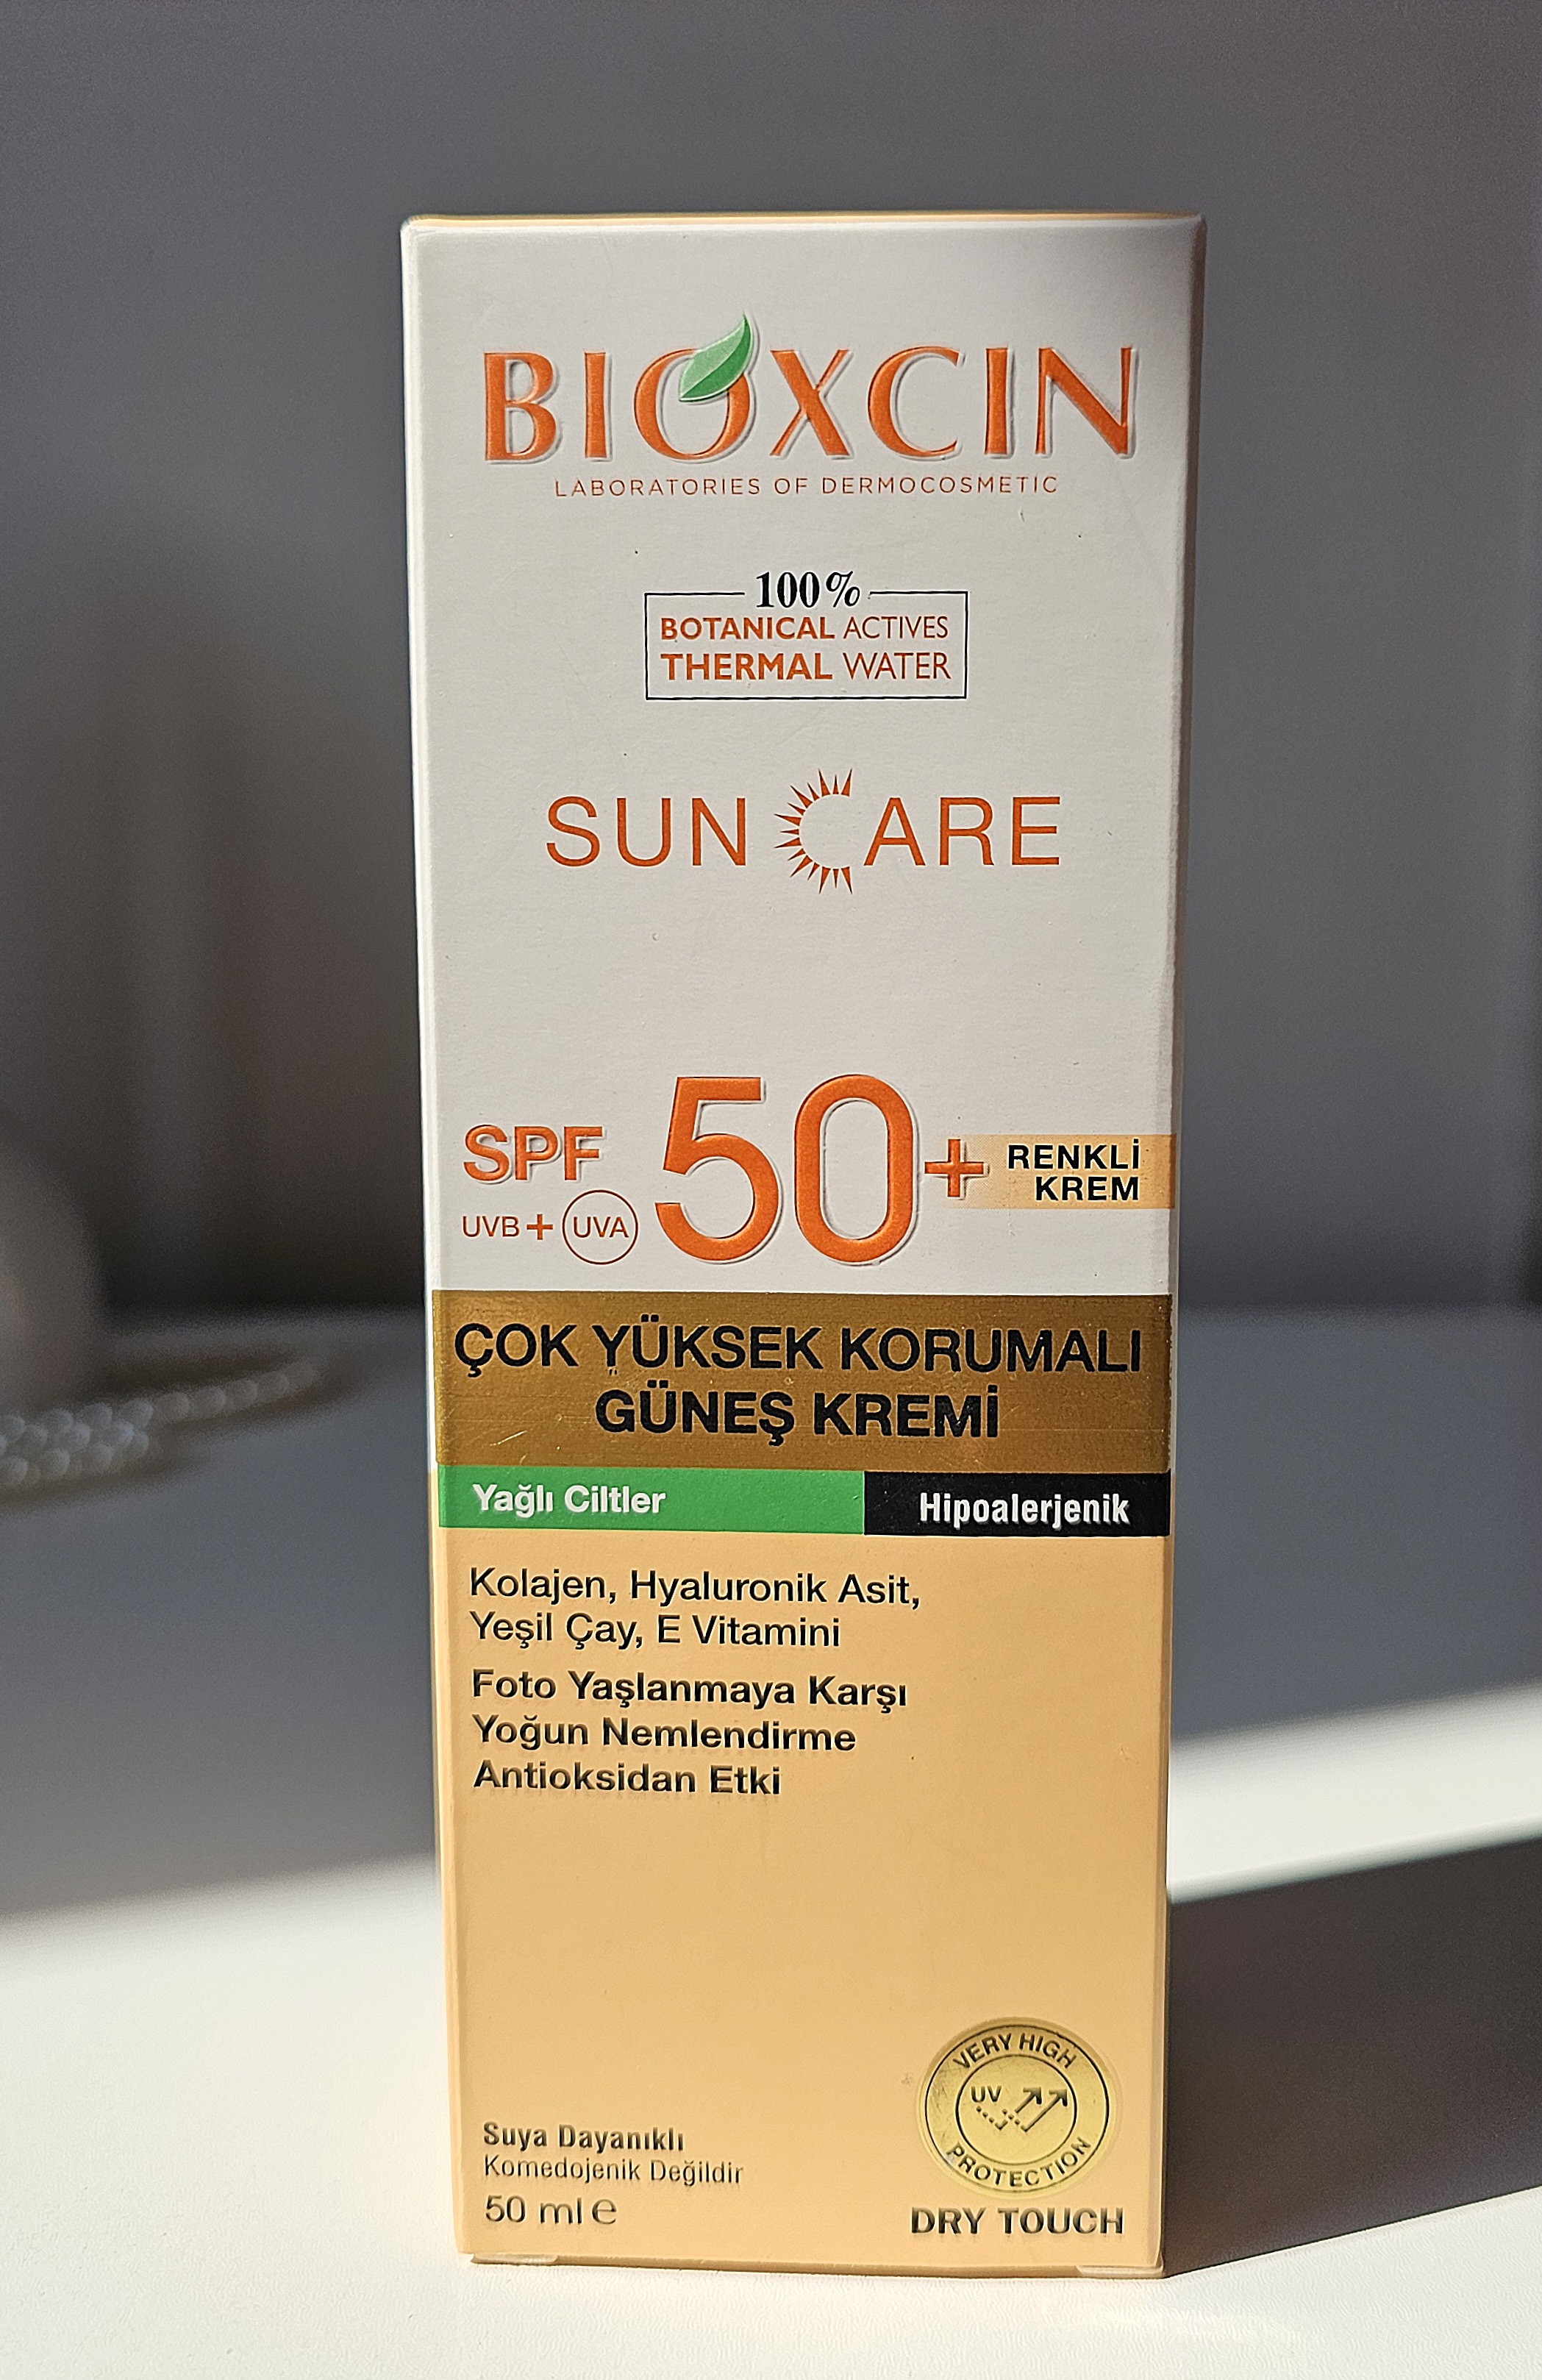 BIOXCIN
LABORATORIES OF DERMOCOSMETIC
100%
BOTANICAL ACTIVES
THERMAL WATER
SUN CARE
SPF 50+
UVB + UVA
RENKLİ
KREM
ÇOK YÜKSEK KORUMALI
GÜNEŞ KREMİ
Yağlı Ciltler
Hipoalerjenik
Kolajen, Hyaluronik Asit,
Yeşil Çay, E Vitamini
Foto Yaşlanmaya Karşı
Yoğun Nemlendirme
Antioksidan Etki
Suya Dayanıklı
Komedojenik Değildir
50 ml ℮
VERY HIGH
UV
PROTECTION
DRY TOUCH